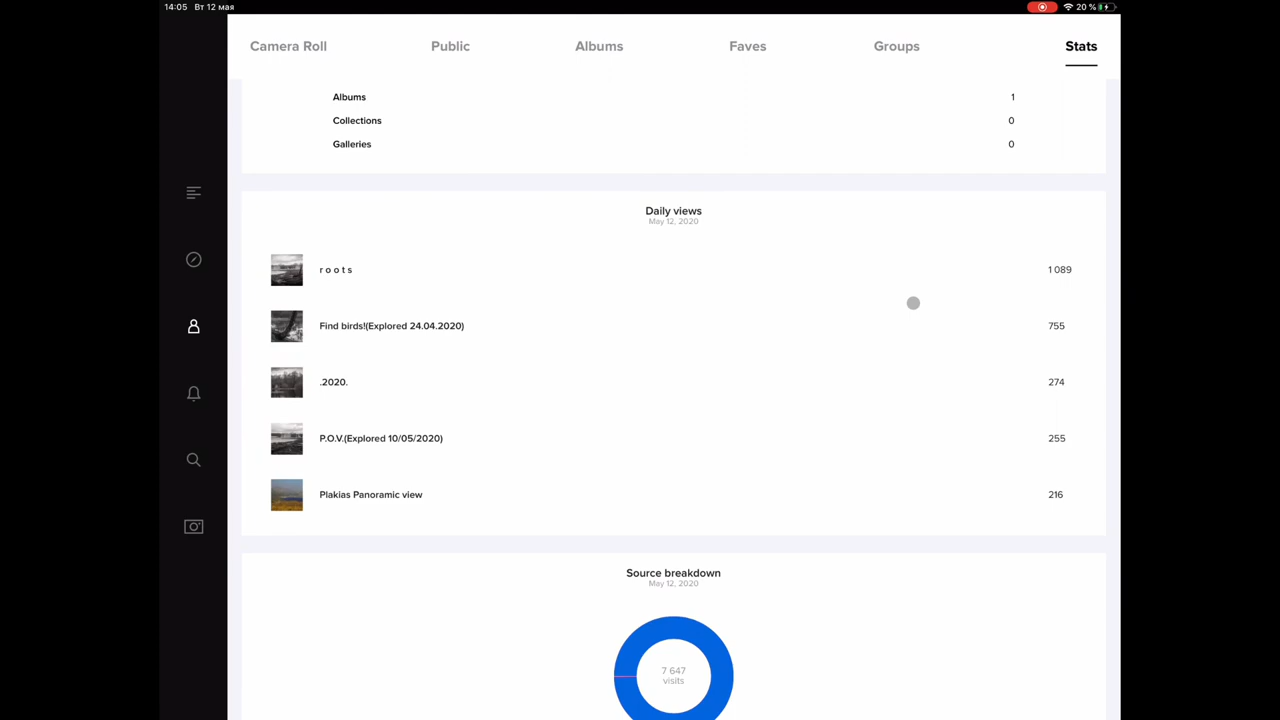 14:05 Вт 12 мая 20 %
Camera Roll Public Albums Faves Groups Stats
Albums 1
Collections 0
Galleries 0
Daily views
May 12, 2020
r o o t s 1 089
Find birds!(Explored 24.04.2020) 755
.2020. 274
P.O.V.(Explored 10/05/2020) 255
Plakias Panoramic view 216
Source breakdown
May 12, 2020
7 647
visits